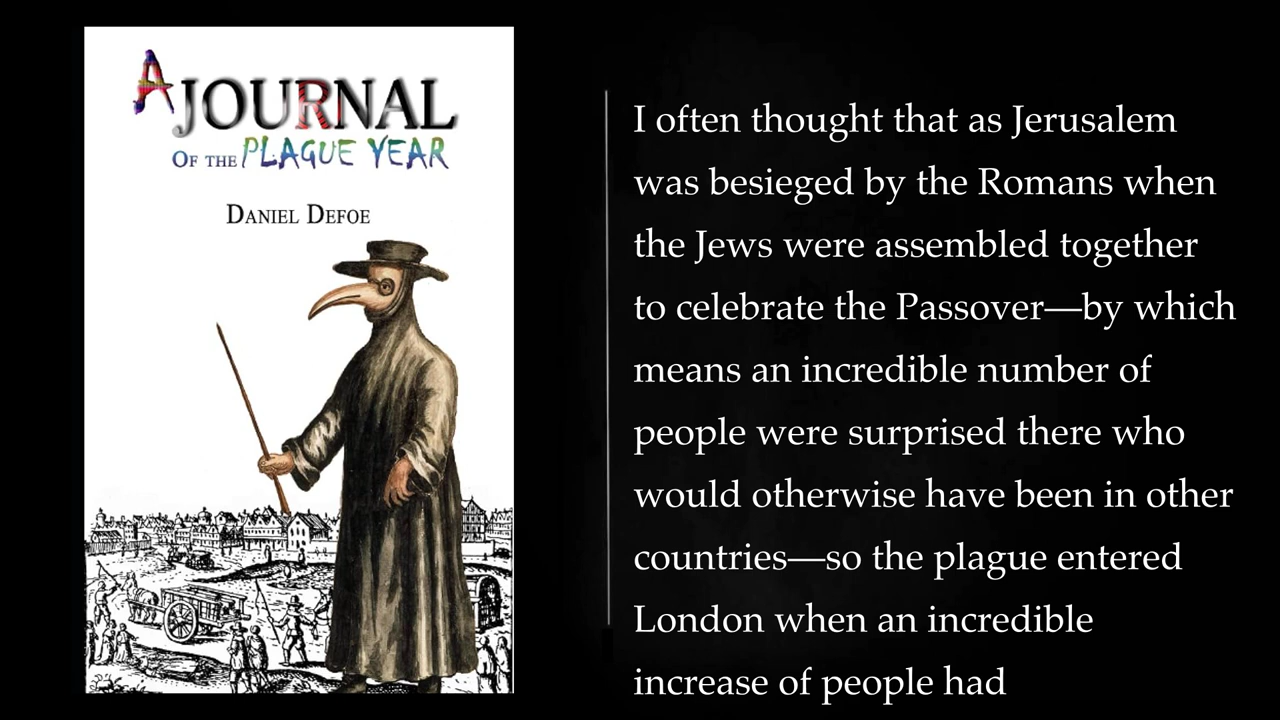 A JOURNAL
OF THE PLAGUE YEAR
DANIEL DEFOE
I often thought that as Jerusalem
was besieged by the Romans when
the Jews were assembled together
to celebrate the Passover—by which
means an incredible number of
people were surprised there who
would otherwise have been in other
countries—so the plague entered
London when an incredible
increase of people had